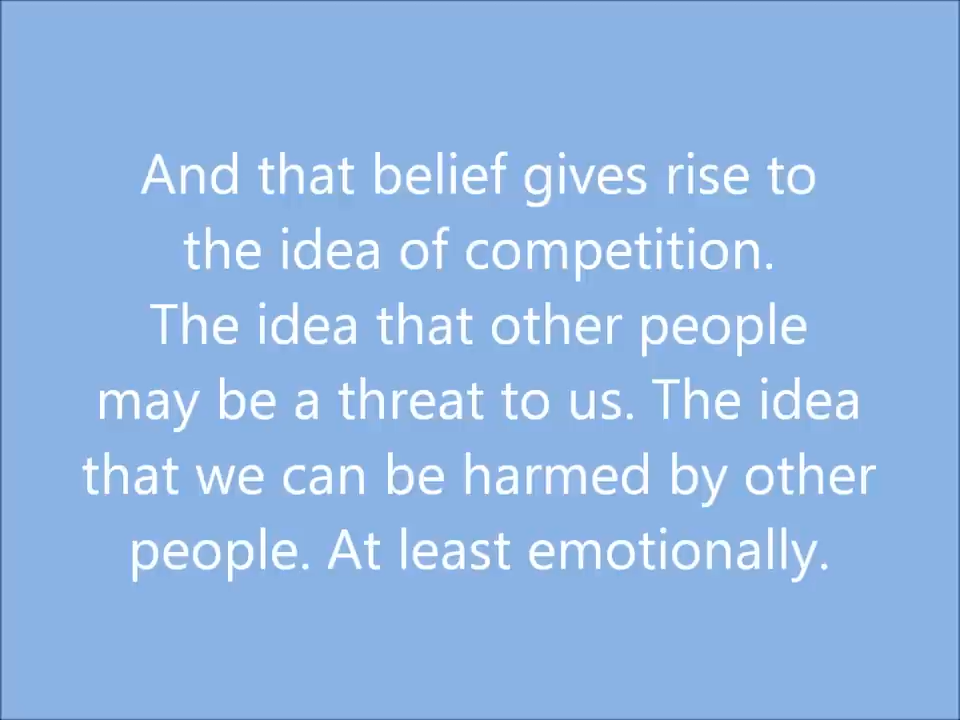 And that belief gives rise to
the idea of competition.
The idea that other people
may be a threat to us. The idea
that we can be harmed by other
people. At least emotionally.